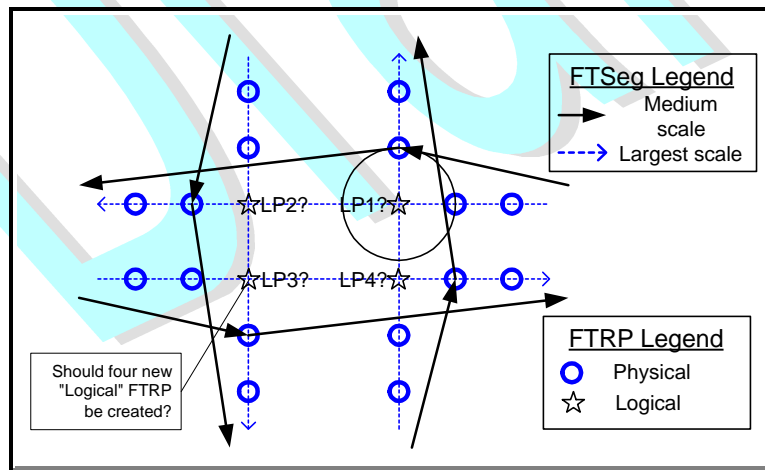 FTSeg Legend
Medium
scale
Largest scale
LP2?
LP1?
LP3?
LP4?
Should four new
"Logical" FTRP
be created?
FTRP Legend
Physical
Logical